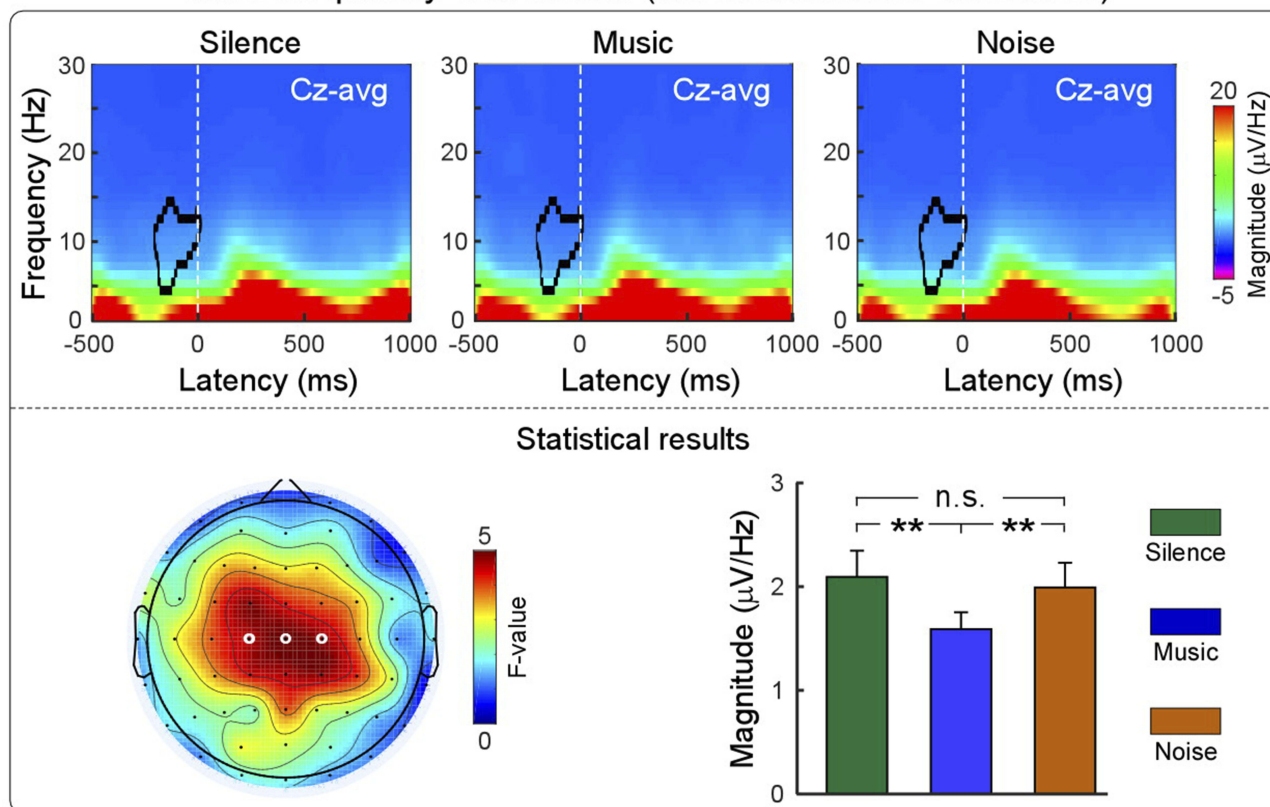 Silence
Music
Noise
30
20
10
0
Frequency (Hz)
Cz-avg
-500 0 500 1000
Latency (ms)
30
20
10
0
Cz-avg
-500 0 500 1000
Latency (ms)
30
20
10
0
Cz-avg
-500 0 500 1000
Latency (ms)
20
-5
Magnitude (μV/Hz)
Statistical results
5
0
F-value
3
2
1
0
Magnitude (μV/Hz)
n.s.
** **
Silence
Music
Noise